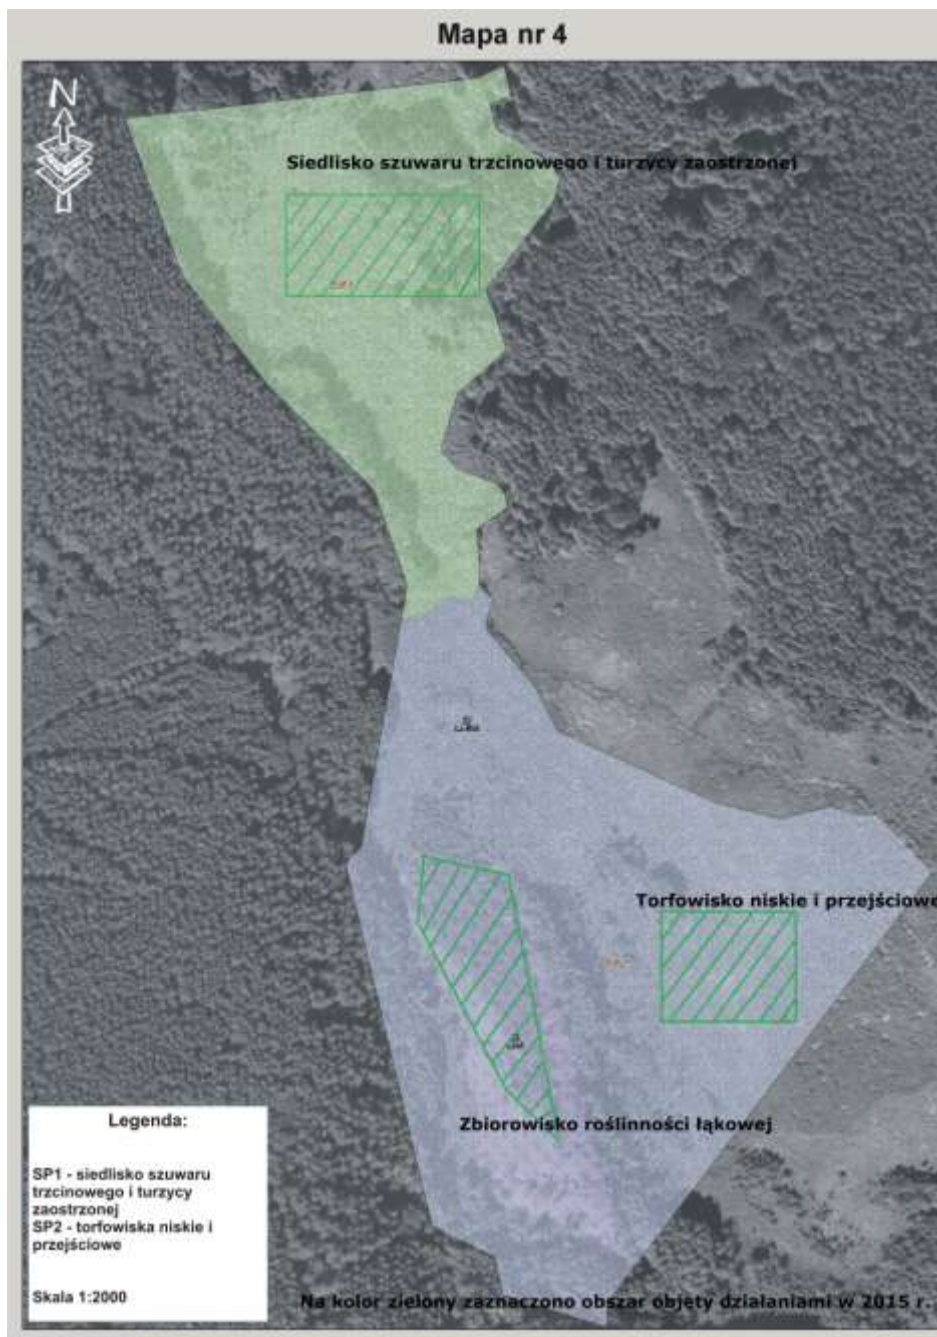 Mapa nr 4
N
Siedlisko szuwaru trzcinowego i turzycy zaostrzonej
Torfowisko niskie i przejściowe
Zbiorowisko roślinności łąkowej
Legenda:
SP1 - siedlisko szuwaru
trzcinowego i turzycy
zaostrzonej
SP2 - torfowiska niskie i
przejściowe
Skala 1:2000
Na kolor zielony zaznaczono obszar objęty działaniami w 2015 r.